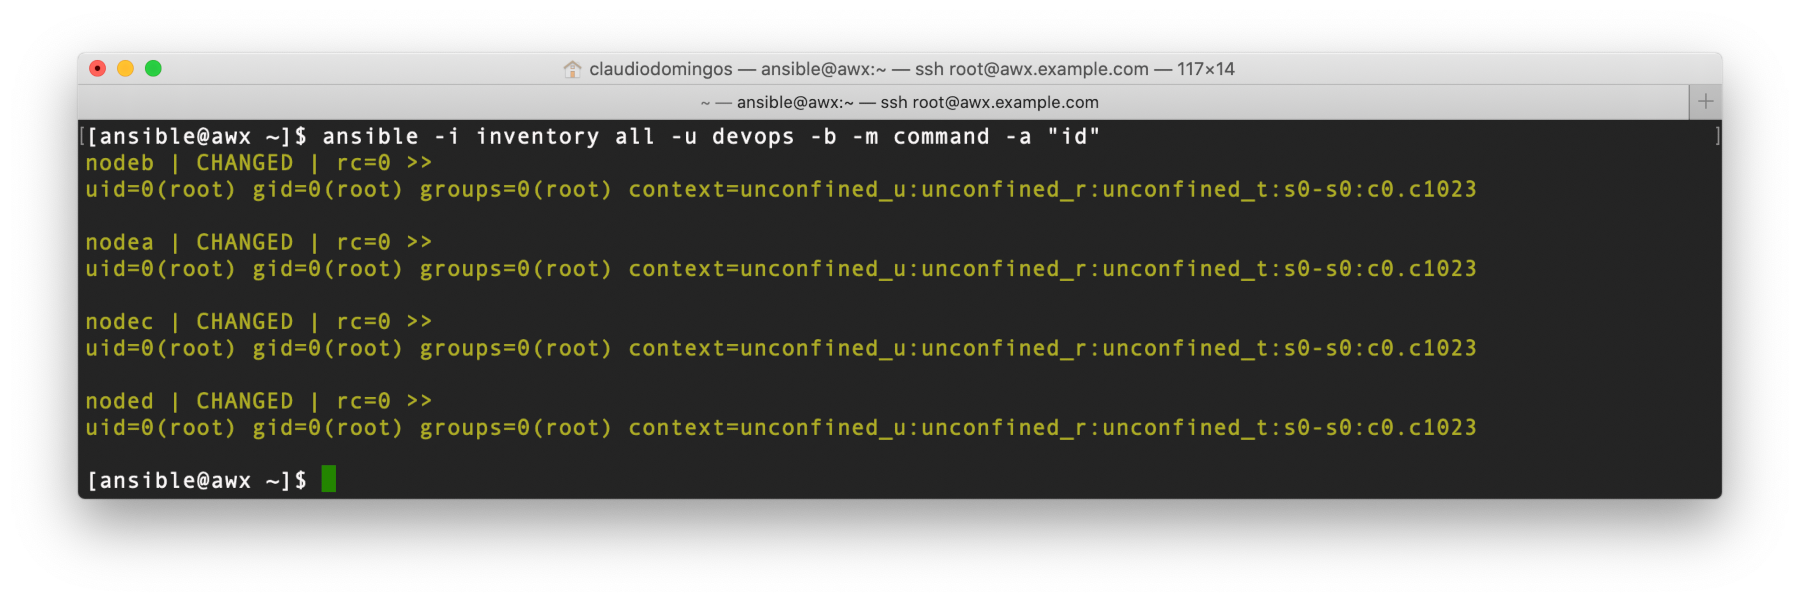 claudiodomingos — ansible@awx:~ — ssh root@awx.example.com — 117×14
~ — ansible@awx:~ — ssh root@awx.example.com
[[ansible@awx ~]$ ansible -i inventory all -u devops -b -m command -a "id" ]
nodeb | CHANGED | rc=0 >>
uid=0(root) gid=0(root) groups=0(root) context=unconfined_u:unconfined_r:unconfined_t:s0-s0:c0.c1023
nodea | CHANGED | rc=0 >>
uid=0(root) gid=0(root) groups=0(root) context=unconfined_u:unconfined_r:unconfined_t:s0-s0:c0.c1023
nodec | CHANGED | rc=0 >>
uid=0(root) gid=0(root) groups=0(root) context=unconfined_u:unconfined_r:unconfined_t:s0-s0:c0.c1023
noded | CHANGED | rc=0 >>
uid=0(root) gid=0(root) groups=0(root) context=unconfined_u:unconfined_r:unconfined_t:s0-s0:c0.c1023
[ansible@awx ~]$